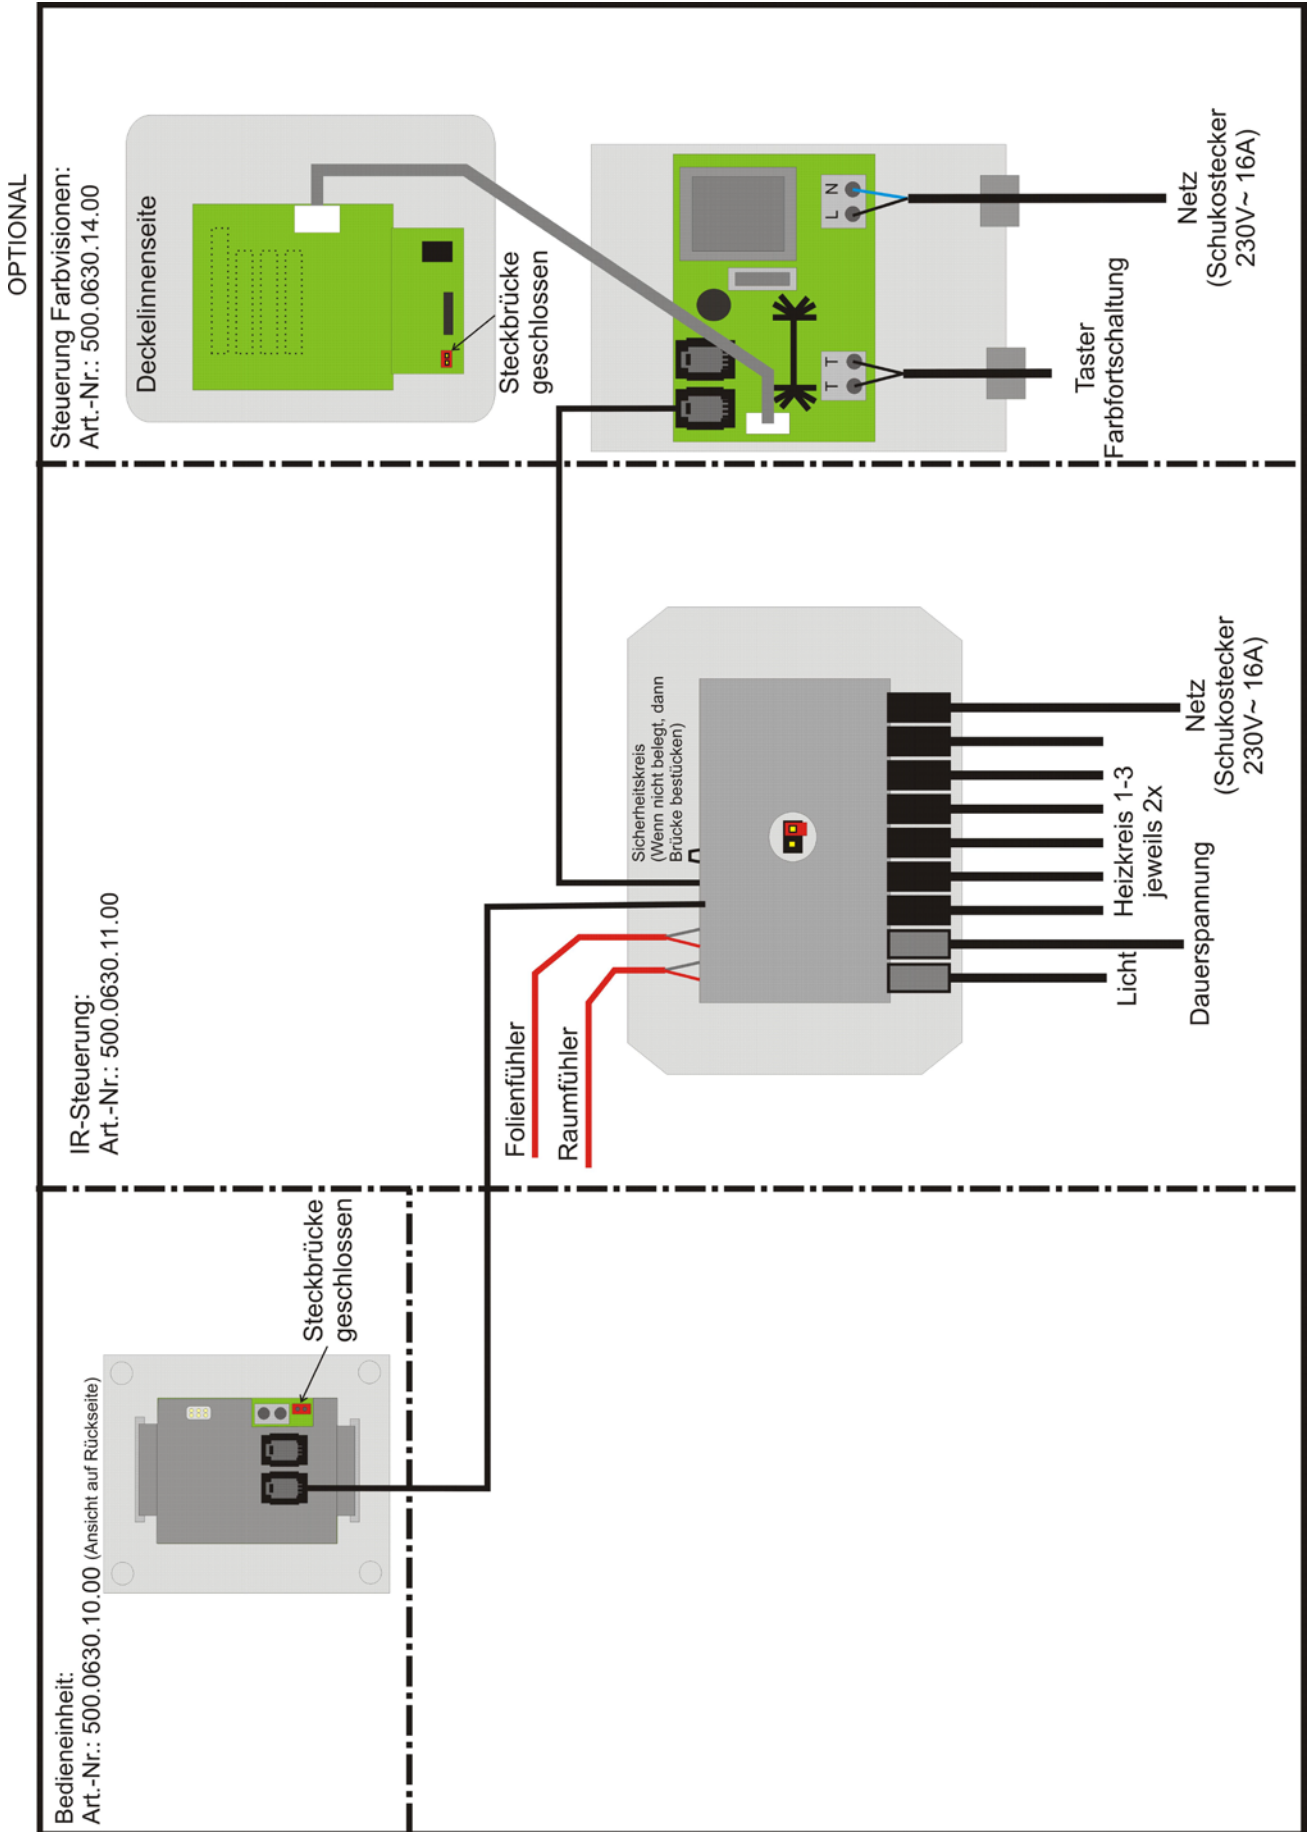 Bedieneinheit:
Art.-Nr.: 500.0630.10.00 (Ansicht auf Rückseite)
Steckbrücke
geschlossen
IR-Steuerung:
Art.-Nr.: 500.0630.11.00
Folienfühler
Raumfühler
Sicherheitskreis
(Wenn nicht belegt, dann
Brücke bestücken)
Licht
Dauerspannung
Heizkreis 1-3
jeweils 2x
Netz
(Schukostecker
230V~ 16A)
OPTIONAL
Steuerung Farbvisionen:
Art.-Nr.: 500.0630.14.00
Deckelinnenseite
Steckbrücke
geschlossen
T T
L N
Taster
Farbfortschaltung
Netz
(Schukostecker
230V~ 16A)